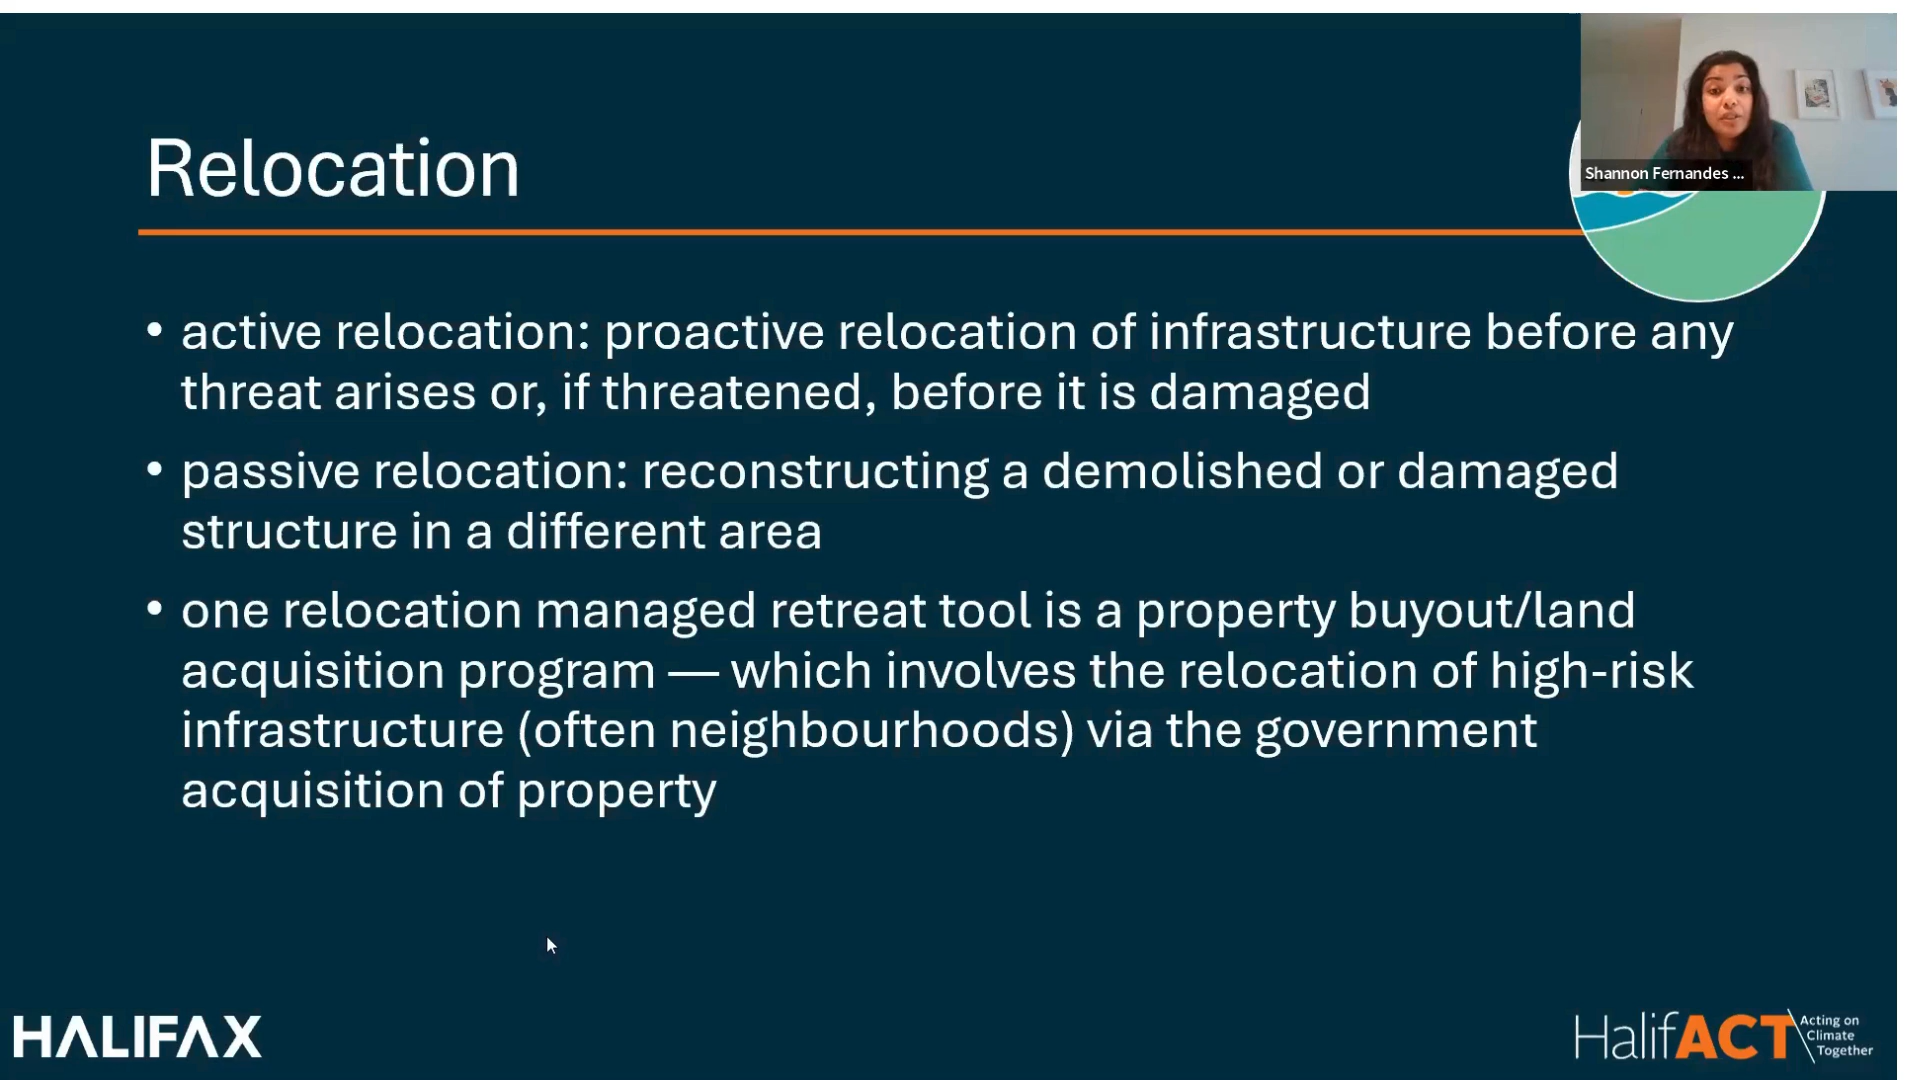 Relocation
Shannon Fernandes ...
• active relocation: proactive relocation of infrastructure before any
threat arises or, if threatened, before it is damaged
• passive relocation: reconstructing a demolished or damaged
structure in a different area
• one relocation managed retreat tool is a property buyout/land
acquisition program — which involves the relocation of high-risk
infrastructure (often neighbourhoods) via the government
acquisition of property
HALIFAX
HalifACT
Acting on
Climate
Together